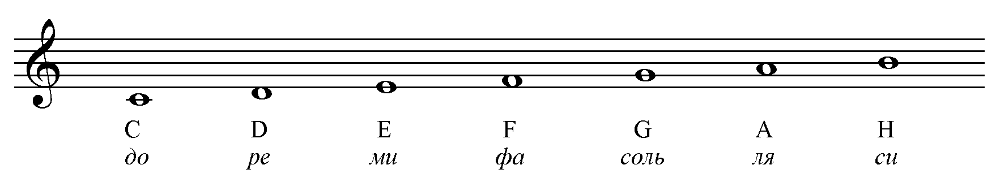 C D E F G A H
до ре ми фа соль ля си